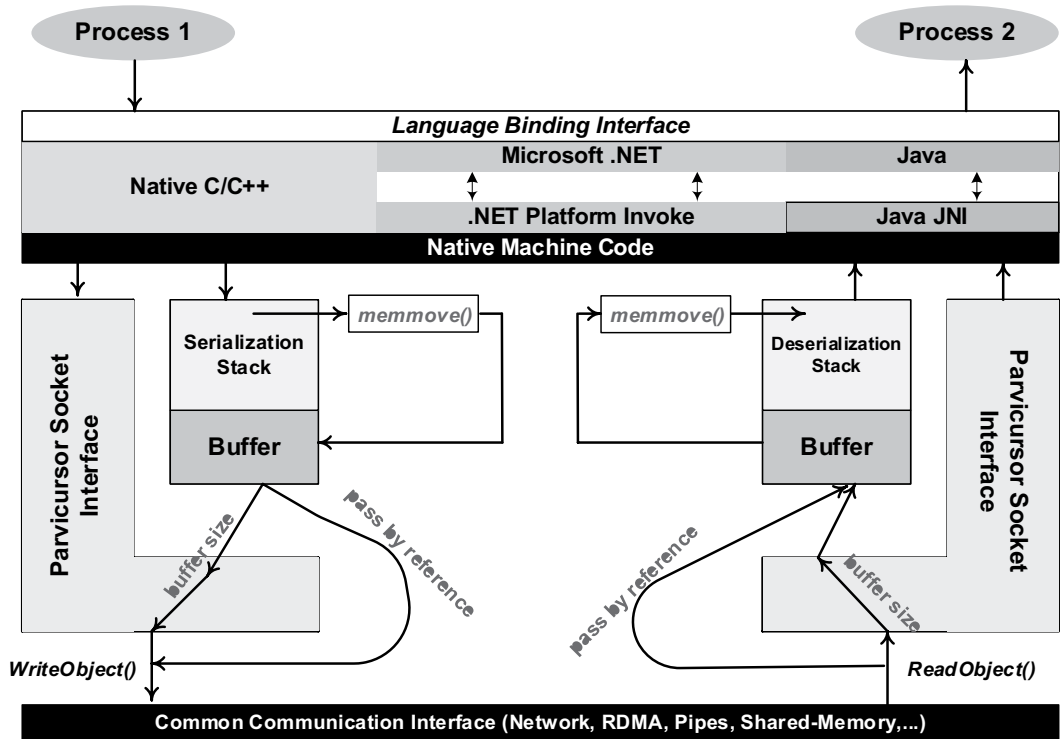 Process 1
Process 2
Language Binding Interface
Native C/C++
Microsoft .NET
Java
.NET Platform Invoke
Java JNI
Native Machine Code
Parvicursor Socket
Interface
Serialization
Stack
memmove()
Buffer
memmove()
Deserialization
Stack
Buffer
Parvicursor Socket
Interface
buffer size
pass by reference
pass by reference
buffer size
WriteObject()
ReadObject()
Common Communication Interface (Network, RDMA, Pipes, Shared-Memory,...)